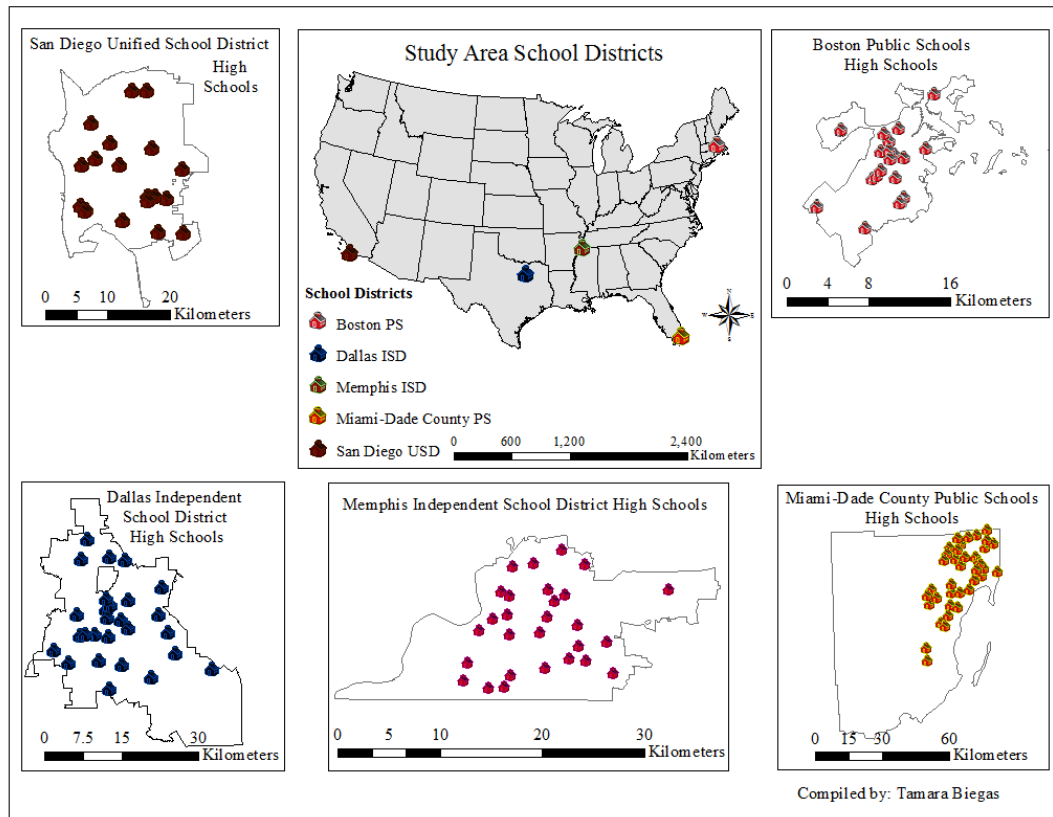 San Diego Unified School District
High
Schools
0 5 10 20
Kilometers
Study Area School Districts
School Districts
Boston PS
Dallas ISD
Memphis ISD
Miami-Dade County PS
San Diego USD
N
W E
S
0 600 1,200 2,400
Kilometers
Boston Public Schools
High Schools
0 4 8 16
Kilometers
Dallas Independent
School District
High Schools
0 7.5 15 30
Kilometers
Memphis Independent School District High Schools
0 10 20 30
Kilometers
Miami-Dade County Public Schools
High Schools
0 15 30 60
Kilometers
Compiled by: Tamara Biegas